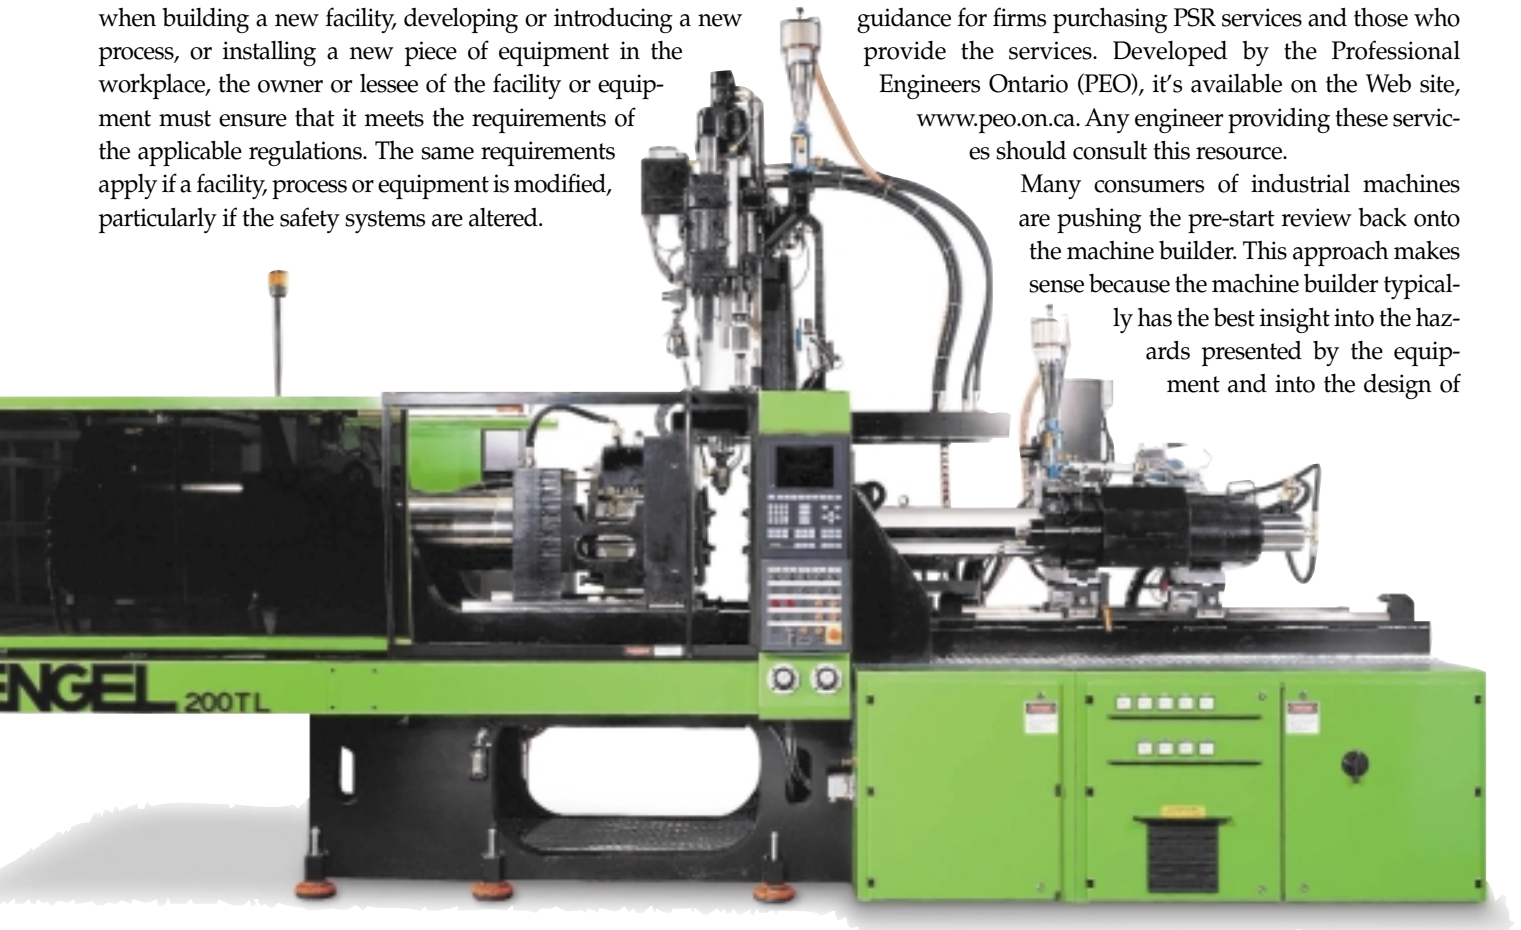 when building a new facility, developing or introducing a new
process, or installing a new piece of equipment in the
workplace, the owner or lessee of the facility or equip-
ment must ensure that it meets the requirements of
the applicable regulations. The same requirements
apply if a facility, process or equipment is modified,
particularly if the safety systems are altered.
guidance for firms purchasing PSR services and those who
provide the services. Developed by the Professional
Engineers Ontario (PEO), it’s available on the Web site,
www.peo.on.ca. Any engineer providing these servic-
es should consult this resource.
Many consumers of industrial machines
are pushing the pre-start review back onto
the machine builder. This approach makes
sense because the machine builder typical-
ly has the best insight into the haz-
ards presented by the equip-
ment and into the design of
ENGEL 200TL